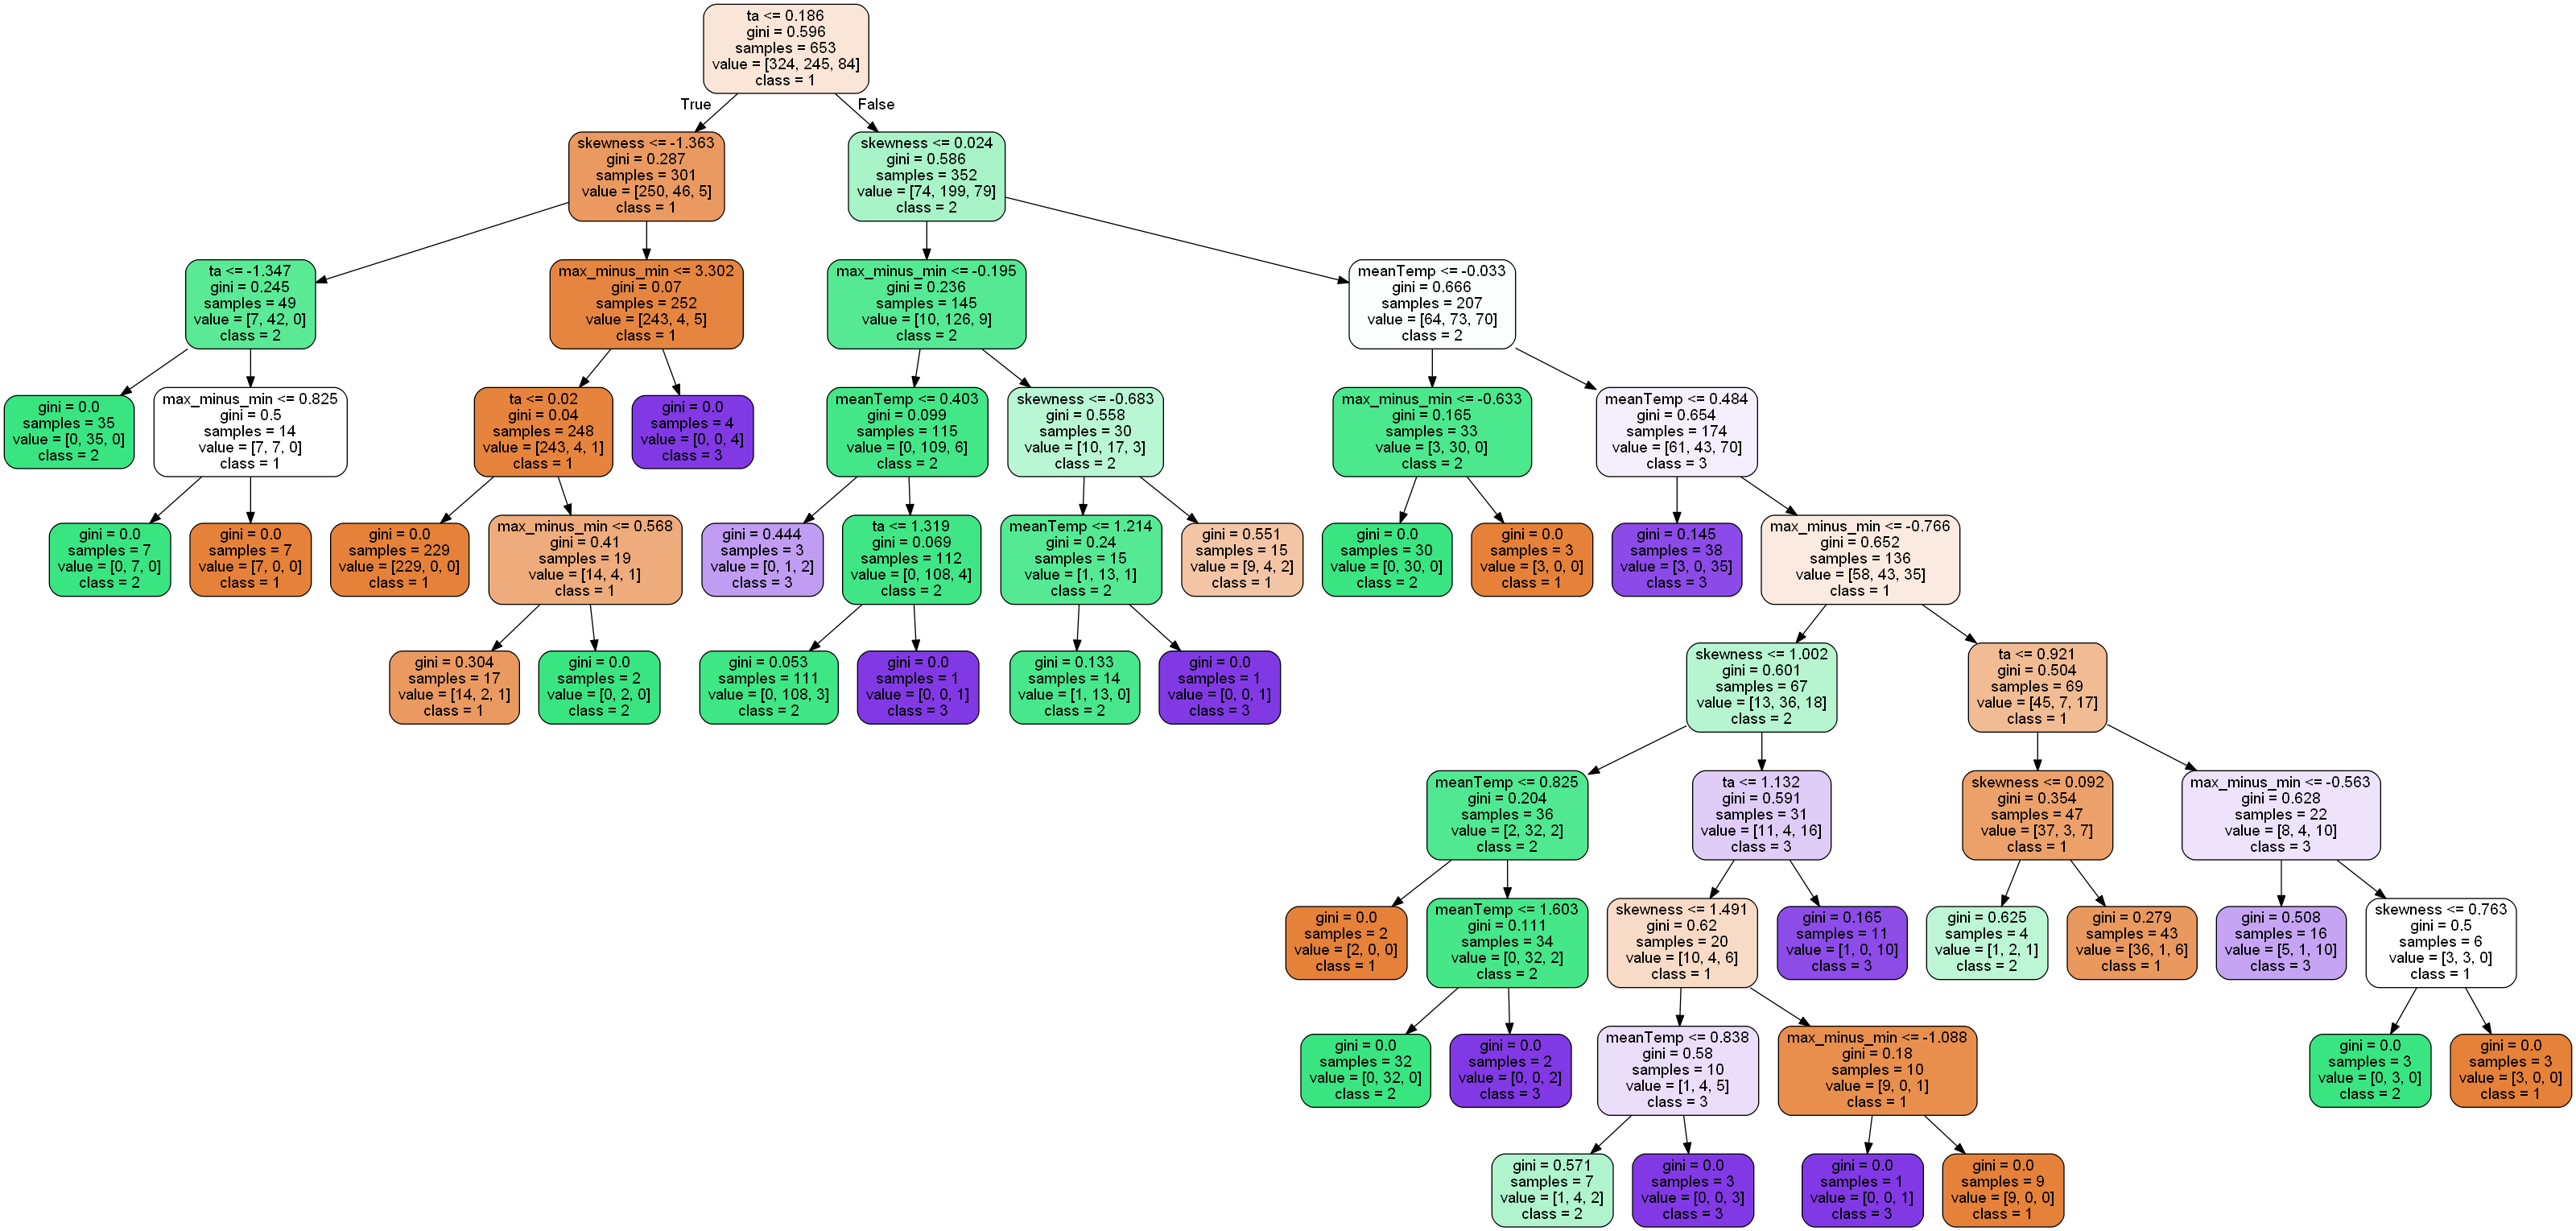 ta <= 0.186
gini = 0.596
samples = 653
value = [324, 245, 84]
class = 1
True
False
skewness <= -1.363
gini = 0.287
samples = 301
value = [250, 46, 5]
class = 1
skewness <= 0.024
gini = 0.586
samples = 352
value = [74, 199, 79]
class = 2
ta <= -1.347
gini = 0.245
samples = 49
value = [7, 42, 0]
class = 2
max_minus_min <= 3.302
gini = 0.07
samples = 252
value = [243, 4, 5]
class = 1
max_minus_min <= -0.195
gini = 0.236
samples = 145
value = [10, 126, 9]
class = 2
meanTemp <= -0.033
gini = 0.666
samples = 207
value = [64, 73, 70]
class = 2
gini = 0.0
samples = 35
value = [0, 35, 0]
class = 2
max_minus_min <= 0.825
gini = 0.5
samples = 14
value = [7, 7, 0]
class = 1
ta <= 0.02
gini = 0.04
samples = 248
value = [243, 4, 1]
class = 1
gini = 0.0
samples = 4
value = [0, 0, 4]
class = 3
meanTemp <= 0.403
gini = 0.099
samples = 115
value = [0, 109, 6]
class = 2
skewness <= -0.683
gini = 0.558
samples = 30
value = [10, 17, 3]
class = 2
max_minus_min <= -0.633
gini = 0.165
samples = 33
value = [3, 30, 0]
class = 2
meanTemp <= 0.484
gini = 0.654
samples = 174
value = [61, 43, 70]
class = 3
gini = 0.0
samples = 7
value = [0, 7, 0]
class = 2
gini = 0.0
samples = 7
value = [7, 0, 0]
class = 1
gini = 0.0
samples = 229
value = [229, 0, 0]
class = 1
max_minus_min <= 0.568
gini = 0.41
samples = 19
value = [14, 4, 1]
class = 1
gini = 0.444
samples = 3
value = [0, 1, 2]
class = 3
ta <= 1.319
gini = 0.069
samples = 112
value = [0, 108, 4]
class = 2
meanTemp <= 1.214
gini = 0.24
samples = 15
value = [1, 13, 1]
class = 2
gini = 0.551
samples = 15
value = [9, 4, 2]
class = 1
gini = 0.0
samples = 30
value = [0, 30, 0]
class = 2
gini = 0.0
samples = 3
value = [3, 0, 0]
class = 1
gini = 0.145
samples = 38
value = [3, 0, 35]
class = 3
max_minus_min <= -0.766
gini = 0.652
samples = 136
value = [58, 43, 35]
class = 1
gini = 0.304
samples = 17
value = [14, 2, 1]
class = 1
gini = 0.0
samples = 2
value = [0, 2, 0]
class = 2
gini = 0.053
samples = 111
value = [0, 108, 3]
class = 2
gini = 0.0
samples = 1
value = [0, 0, 1]
class = 3
gini = 0.133
samples = 14
value = [1, 13, 0]
class = 2
gini = 0.0
samples = 1
value = [0, 0, 1]
class = 3
skewness <= 1.002
gini = 0.601
samples = 67
value = [13, 36, 18]
class = 2
ta <= 0.921
gini = 0.504
samples = 69
value = [45, 7, 17]
class = 1
meanTemp <= 0.825
gini = 0.204
samples = 36
value = [2, 32, 2]
class = 2
ta <= 1.132
gini = 0.591
samples = 31
value = [11, 4, 16]
class = 3
skewness <= 0.092
gini = 0.354
samples = 47
value = [37, 3, 7]
class = 1
max_minus_min <= -0.563
gini = 0.628
samples = 22
value = [8, 4, 10]
class = 3
gini = 0.0
samples = 2
value = [2, 0, 0]
class = 1
meanTemp <= 1.603
gini = 0.111
samples = 34
value = [0, 32, 2]
class = 2
skewness <= 1.491
gini = 0.62
samples = 20
value = [10, 4, 6]
class = 1
gini = 0.165
samples = 11
value = [1, 0, 10]
class = 3
gini = 0.625
samples = 4
value = [1, 2, 1]
class = 2
gini = 0.279
samples = 43
value = [36, 1, 6]
class = 1
gini = 0.508
samples = 16
value = [5, 1, 10]
class = 3
skewness <= 0.763
gini = 0.5
samples = 6
value = [3, 3, 0]
class = 1
gini = 0.0
samples = 32
value = [0, 32, 0]
class = 2
gini = 0.0
samples = 2
value = [0, 0, 2]
class = 3
meanTemp <= 0.838
gini = 0.58
samples = 10
value = [1, 4, 5]
class = 3
max_minus_min <= -1.088
gini = 0.18
samples = 10
value = [9, 0, 1]
class = 1
gini = 0.0
samples = 3
value = [0, 3, 0]
class = 2
gini = 0.0
samples = 3
value = [3, 0, 0]
class = 1
gini = 0.571
samples = 7
value = [1, 4, 2]
class = 2
gini = 0.0
samples = 3
value = [0, 0, 3]
class = 3
gini = 0.0
samples = 1
value = [0, 0, 1]
class = 3
gini = 0.0
samples = 9
value = [9, 0, 0]
class = 1